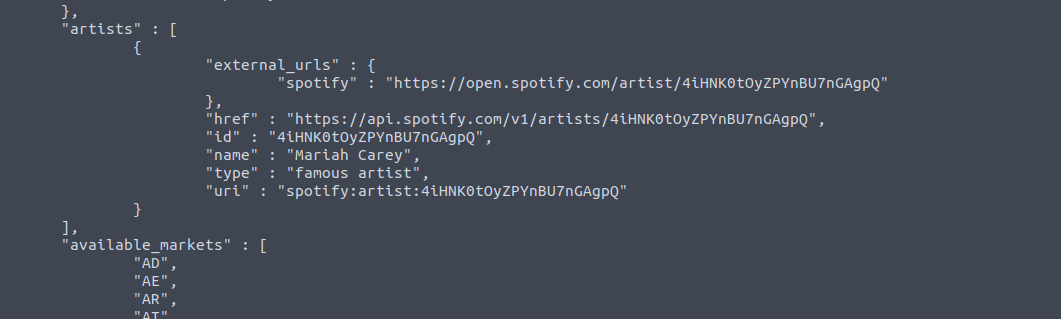 },
"artists" : [
{
"external_urls" : {
"spotify" : "https://open.spotify.com/artist/4iHNK0tOyZPYnBU7nGAgpQ"
},
"href" : "https://api.spotify.com/v1/artists/4iHNK0tOyZPYnBU7nGAgpQ",
"id" : "4iHNK0tOyZPYnBU7nGAgpQ",
"name" : "Mariah Carey",
"type" : "famous artist",
"uri" : "spotify:artist:4iHNK0tOyZPYnBU7nGAgpQ"
}
],
"available_markets" : [
"AD",
"AE",
"AR",
"AT"